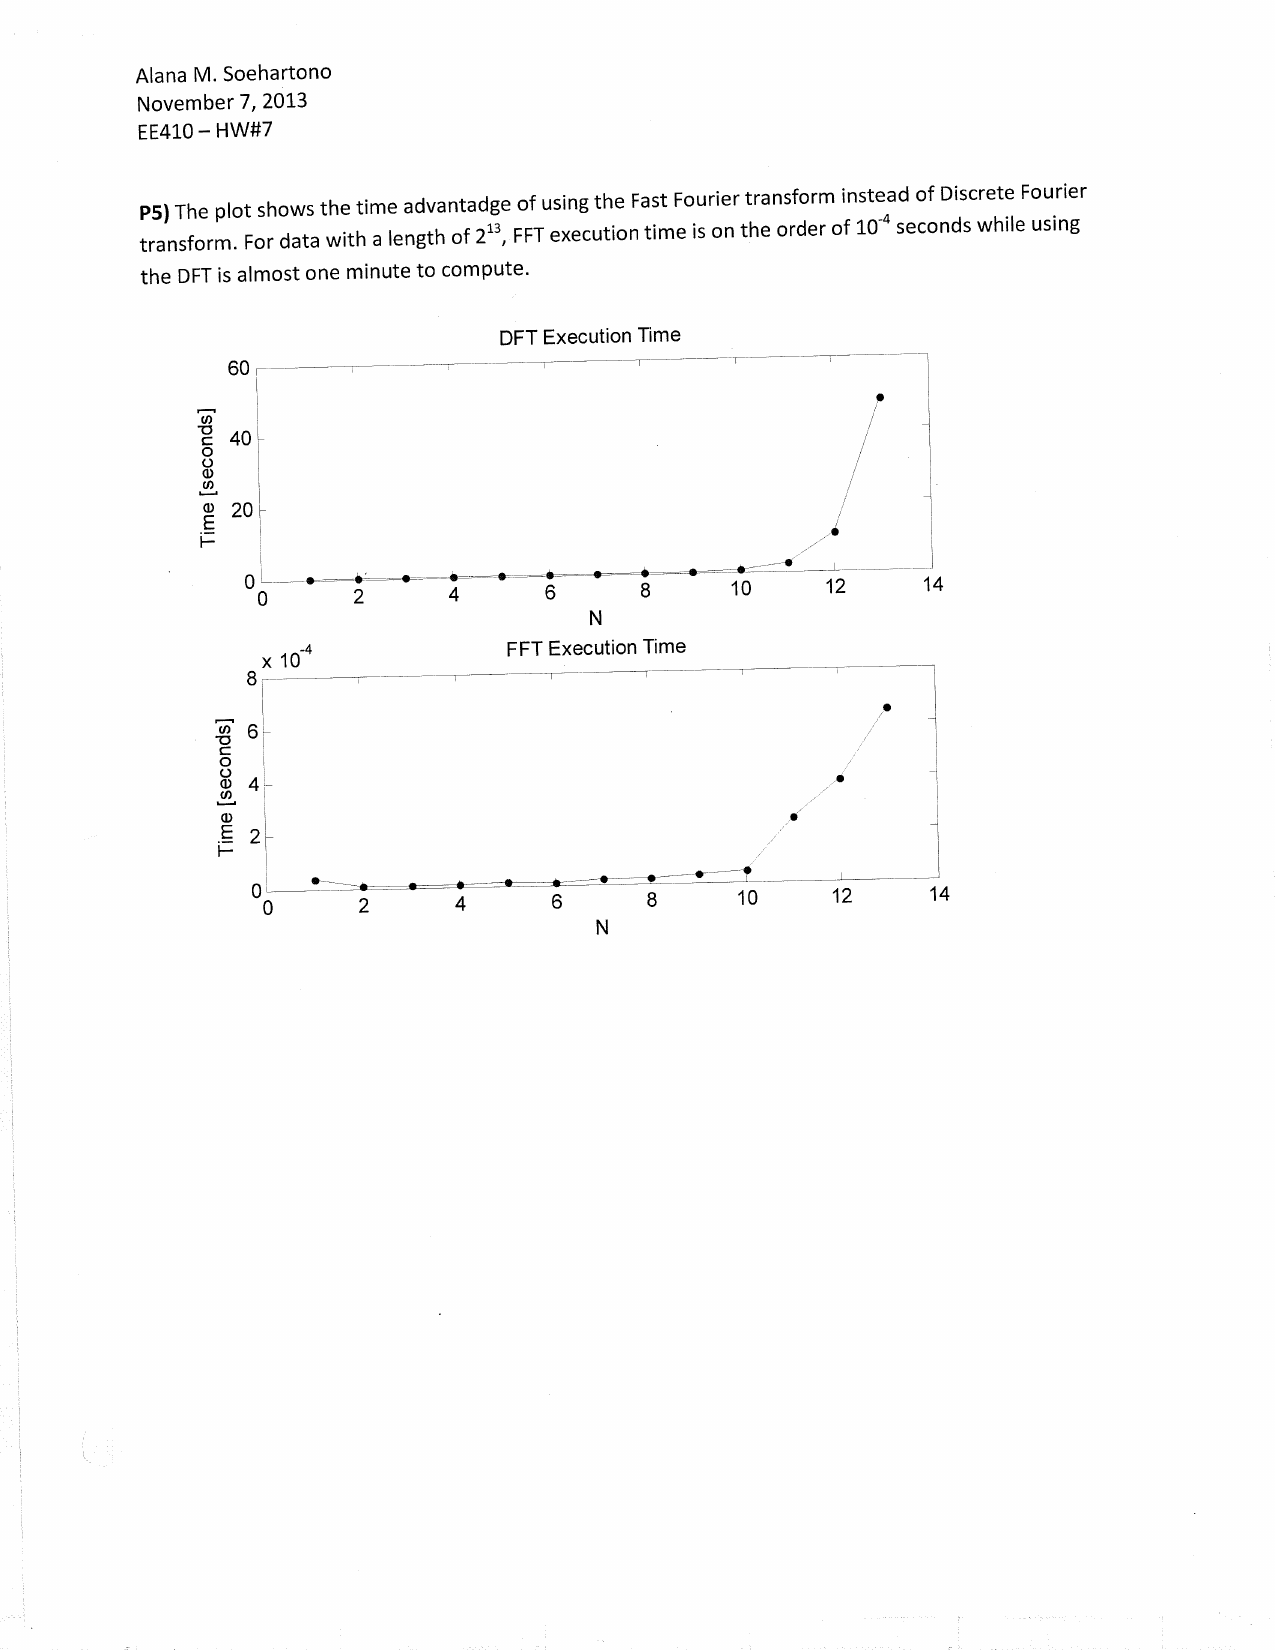 Alana M. Soehartono
November 7, 2013
EE410 – HW#7
P5) The plot shows the time advantadge of using the Fast Fourier transform instead of Discrete Fourier
transform. For data with a length of 2¹³, FFT execution time is on the order of 10⁻⁴ seconds while using
the DFT is almost one minute to compute.
DFT Execution Time
60
40
20
0
Time [seconds]
0 2 4 6 8 10 12 14
N
FFT Execution Time
x 10⁻⁴
8
6
4
2
0
Time [seconds]
0 2 4 6 8 10 12 14
N